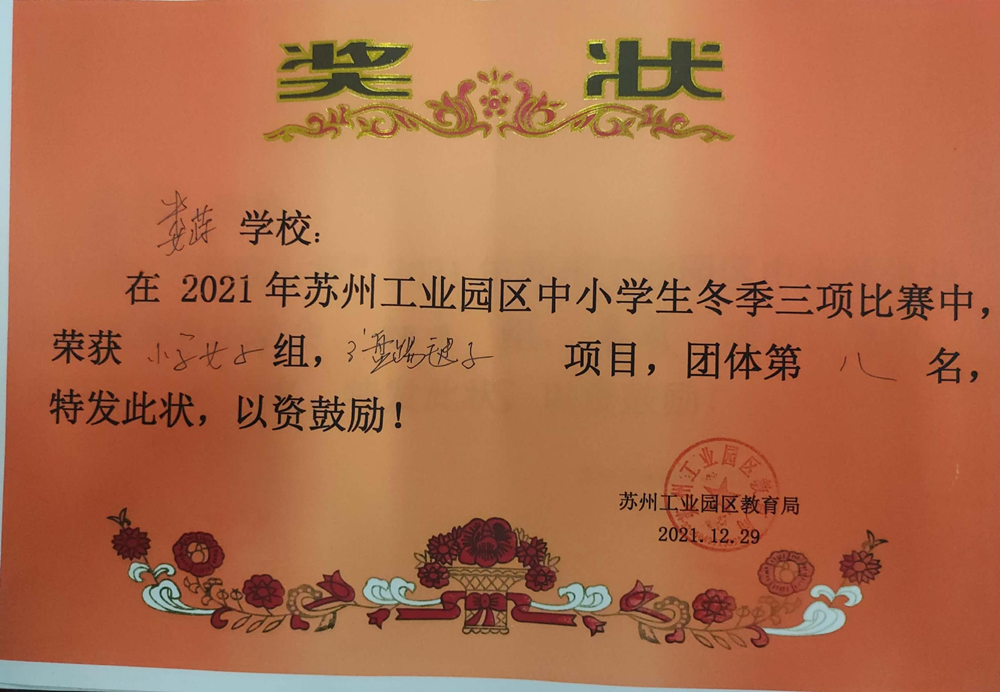 奖 状
娄葑 学校：
在 2021 年苏州工业园区中小学生冬季三项比赛中，
荣获 小学女子 组， 踢毽子 项目，团体第 八 名，
特发此状，以资鼓励！
苏州工业园区教育局
2021.12.29